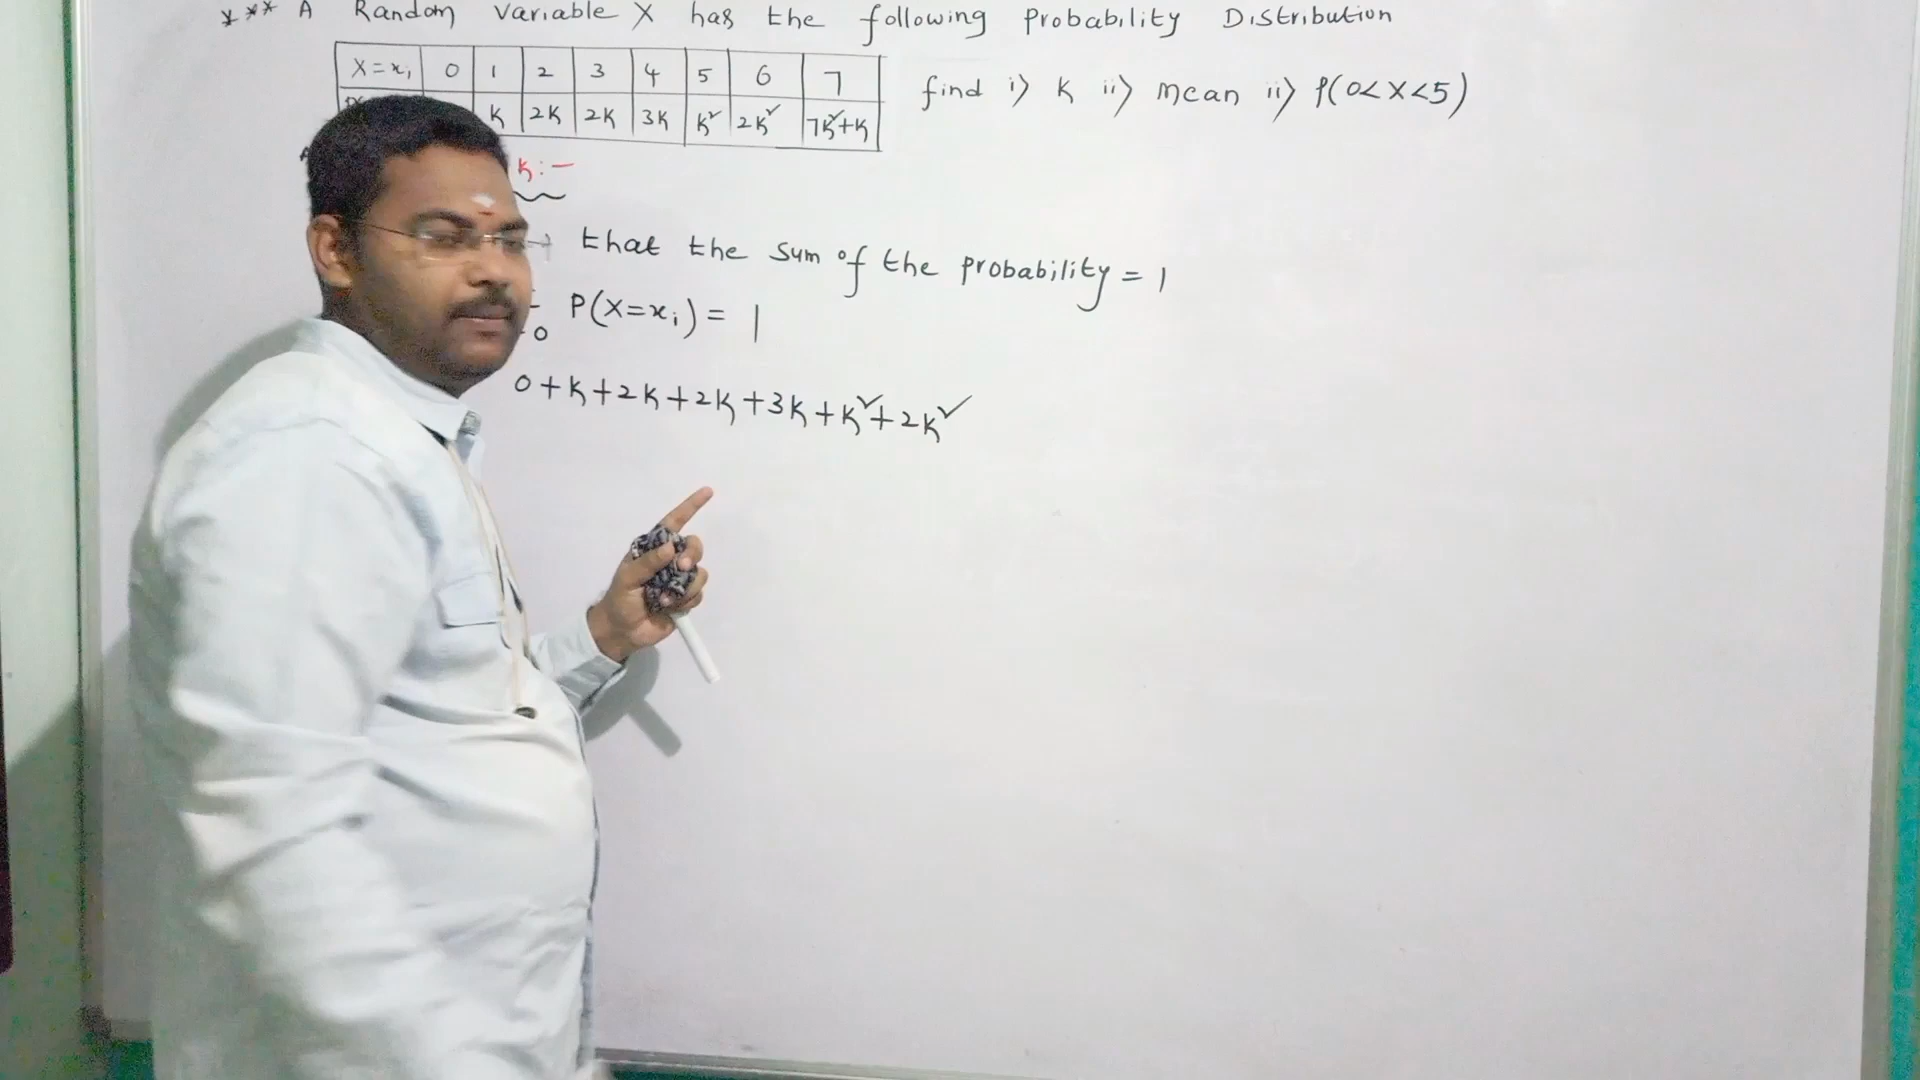 *** A Random Variable X has the following Probability Distribution
X=xᵢ 0 1 2 3 4 5 6 7
K 2K 2K 3K K² 2K² 7K²+K
find i) K ii) Mean ii) P(0<X<5)
K:-
that the sum of the probability = 1
0 P(X=xᵢ) = 1
0+K+2K+2K+3K+K²+2K²